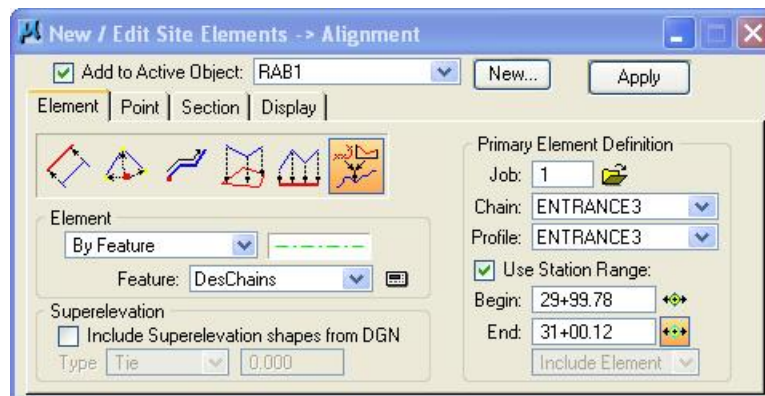 New / Edit Site Elements -> Alignment
Add to Active Object: RAB1 New... Apply
Element Point Section Display
Primary Element Definition
Job: 1
Chain: ENTRANCE3
Profile: ENTRANCE3
Use Station Range:
Begin: 29+99.78
End: 31+00.12
Include Element
Element
By Feature
Feature: DesChains
Superelevation
Include Superelevation shapes from DGN
Type Tie 0.000